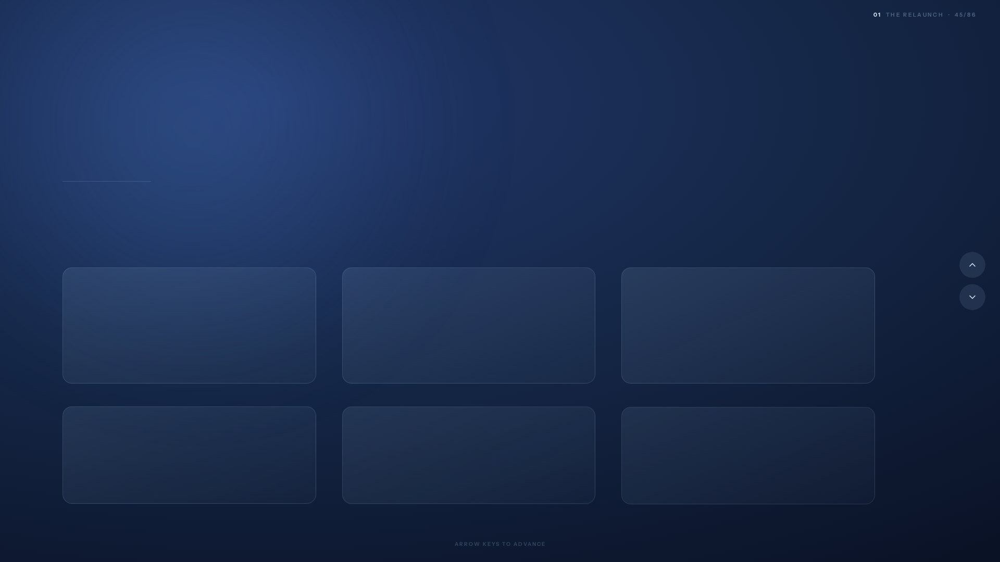 01 THE RELAUNCH · 45/86
ARROW KEYS TO ADVANCE